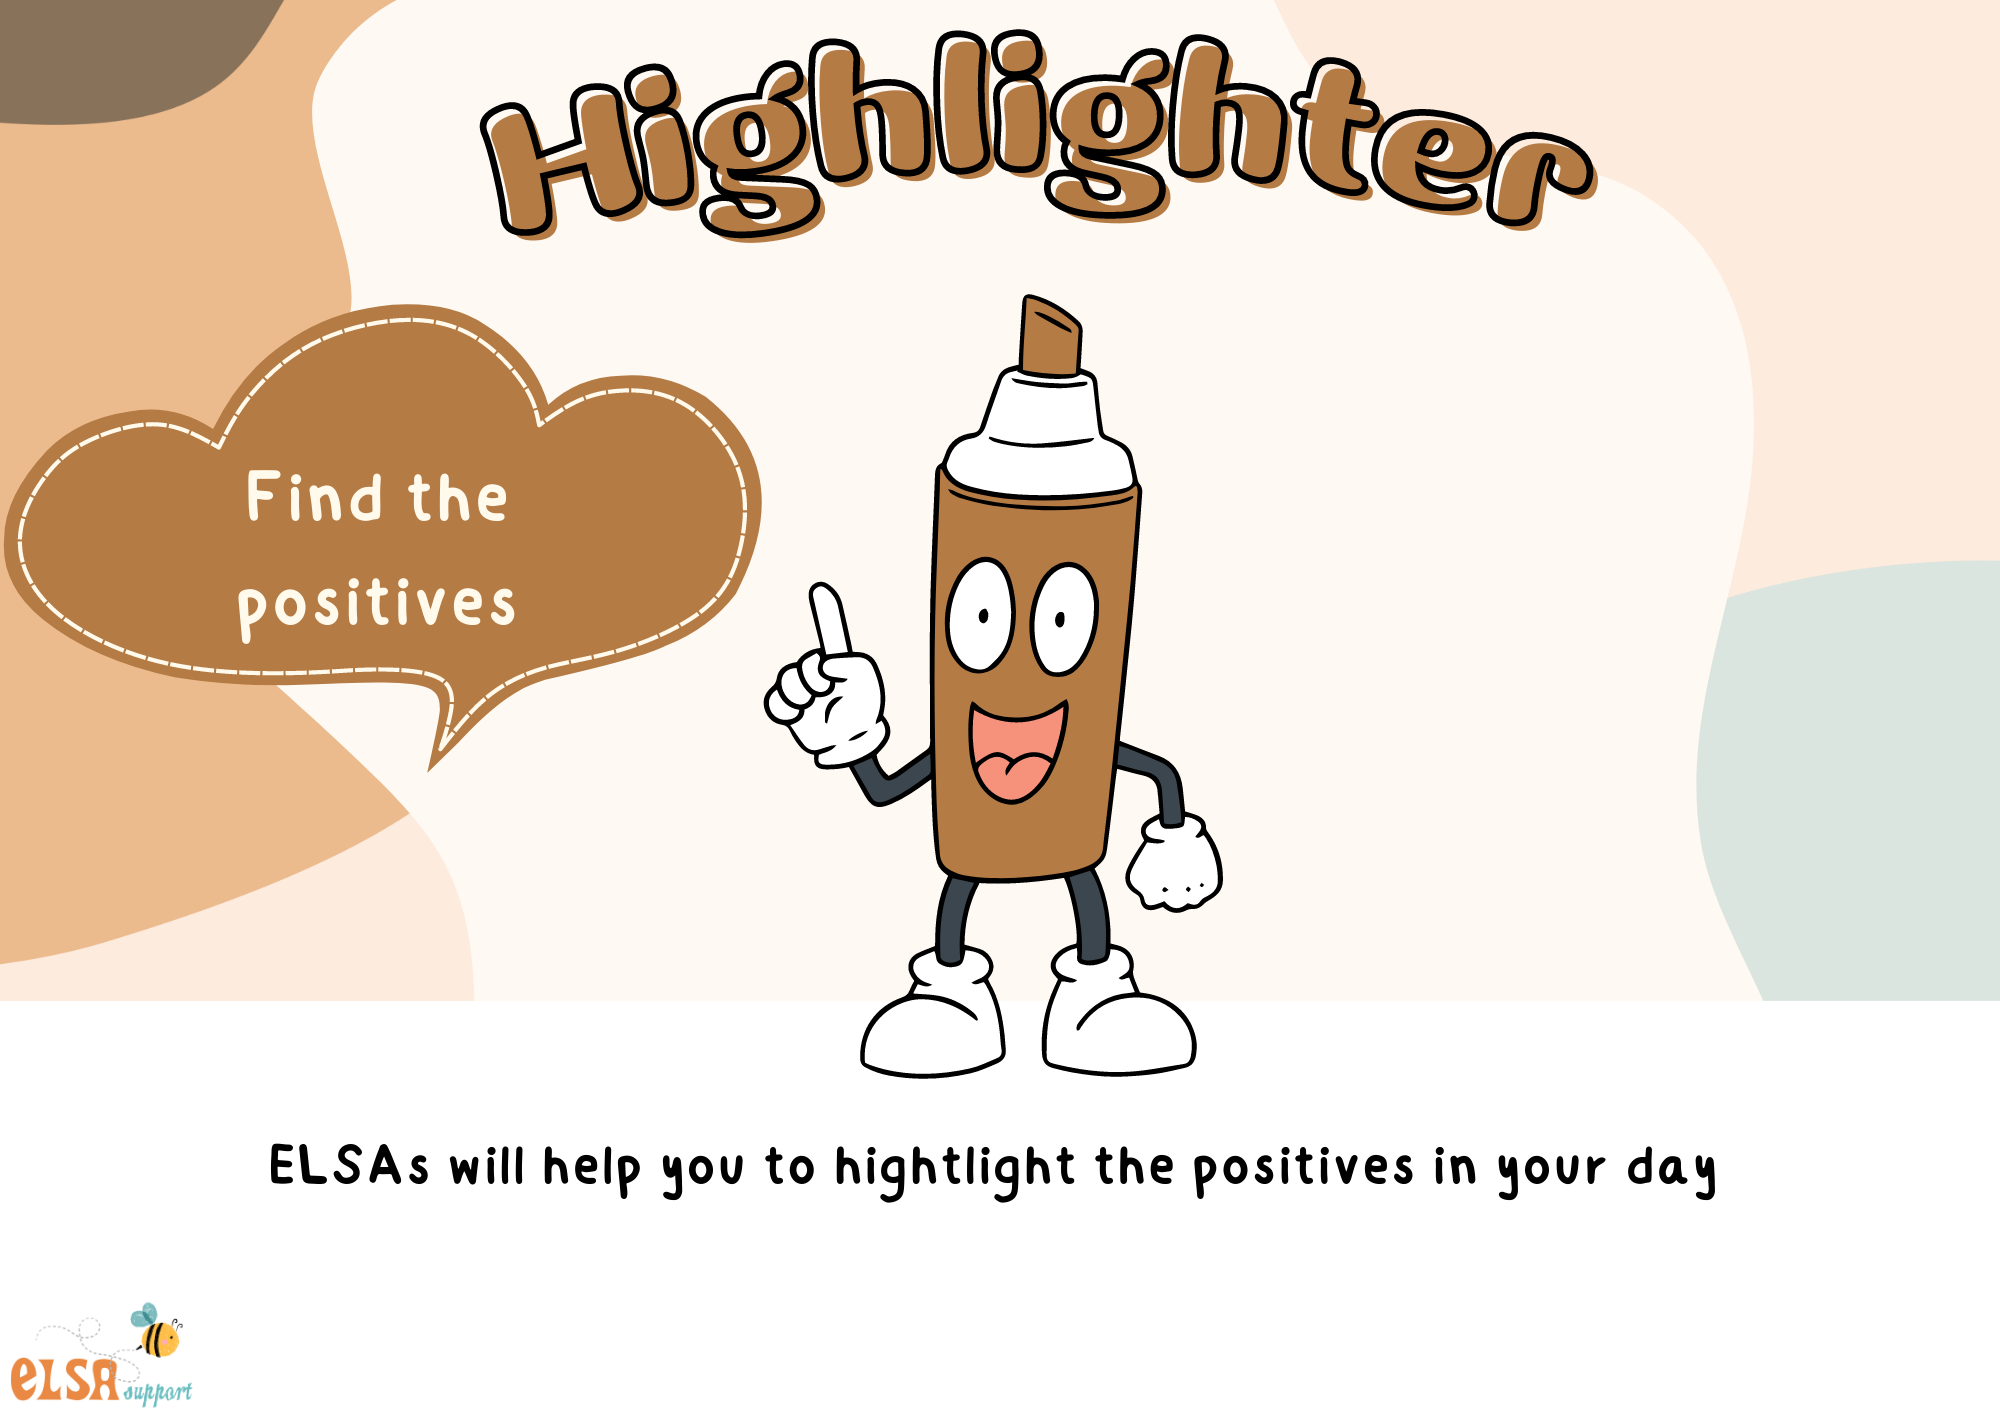 Highlighter
Find the
positives
ELSAs will help you to hightlight the positives in your day
ELSA support